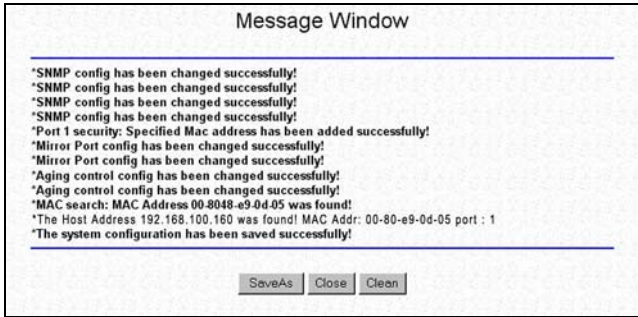 Message Window
*SNMP config has been changed successfully!
*SNMP config has been changed successfully!
*SNMP config has been changed successfully!
*SNMP config has been changed successfully!
*Port 1 security: Specified Mac address has been added successfully!
*Mirror Port config has been changed successfully!
*Mirror Port config has been changed successfully!
*Aging control config has been changed successfully!
*Aging control config has been changed successfully!
*MAC search: MAC Address 00-8048-e9-0d-05 was found!
*The Host Address 192.168.100.160 was found! MAC Addr: 00-80-e9-0d-05 port : 1
*The system configuration has been saved successfully!
SaveAs Close Clean